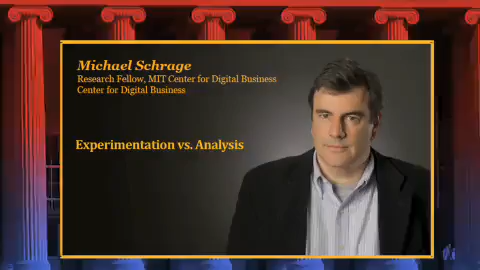 Michael Schrage
Research Fellow, MIT Center for Digital Business
Center for Digital Business
Experimentation vs. Analysis